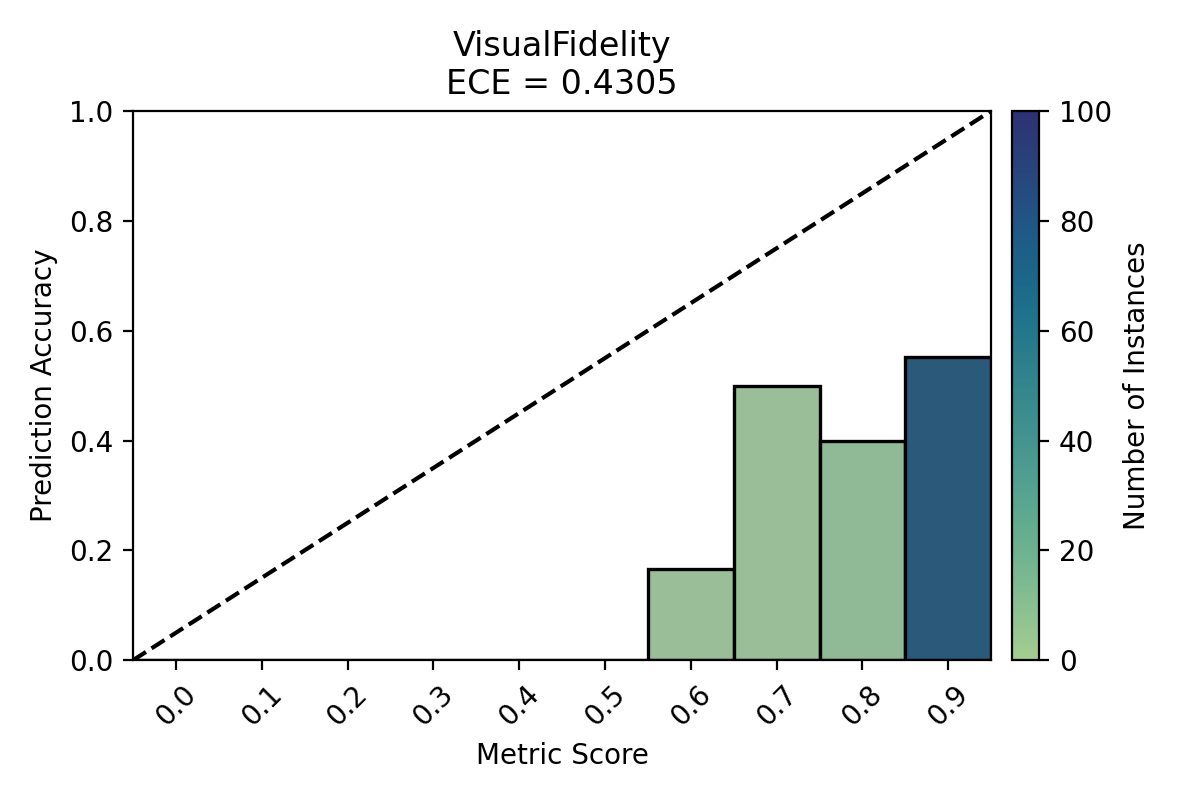 VisualFidelity
ECE = 0.4305
Prediction Accuracy
1.0
0.8
0.6
0.4
0.2
0.0
0.0 0.1 0.2 0.3 0.4 0.5 0.6 0.7 0.8 0.9
Metric Score
100
80
60
40
20
0
Number of Instances